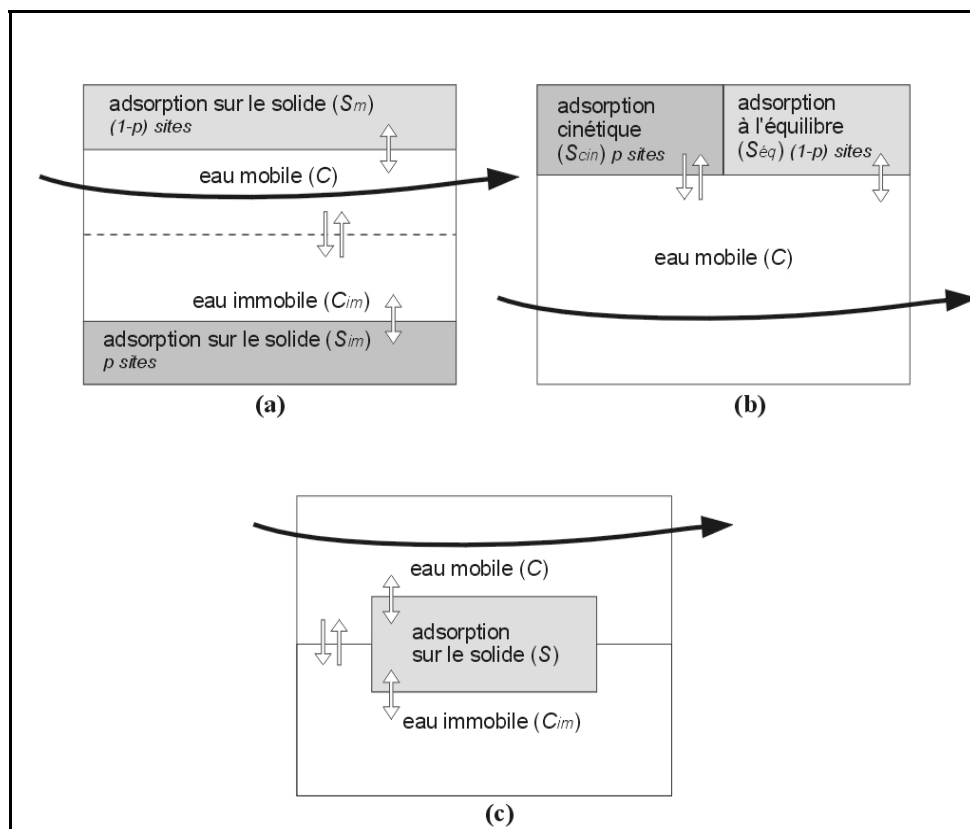 adsorption sur le solide (Sm)
(1-p) sites
eau mobile (C)
eau immobile (Cim)
adsorption sur le solide (Sim)
p sites
(a)
adsorption
cinétique
(Scin) p sites
adsorption
à l'équilibre
(Séq) (1-p) sites
eau mobile (C)
(b)
eau mobile (C)
adsorption
sur le solide (S)
eau immobile (Cim)
(c)